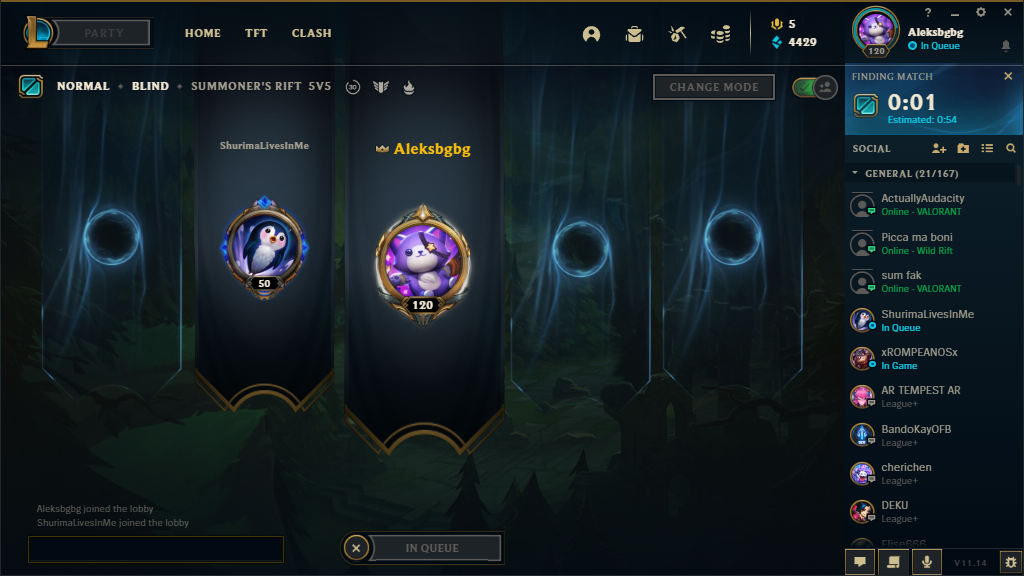 PARTY
HOME
TFT
CLASH
5
4429
?
120
Aleksbgbg
In Queue
NORMAL
BLIND
SUMMONER'S RIFT 5V5
30
CHANGE MODE
FINDING MATCH
0:01
Estimated: 0:54
SOCIAL
GENERAL (21/167)
ShurimaLivesInMe
50
Aleksbgbg
120
ActuallyAudacity
Online - VALORANT
Picca ma boni
Online - Wild Rift
sum fak
Online - VALORANT
ShurimaLivesInMe
In Queue
xROMPEANOSx
In Game
AR TEMPEST AR
League+
BandoKayOFB
League+
cherichen
League+
DEKU
League+
Elise666
Aleksbgbg joined the lobby
ShurimaLivesInMe joined the lobby
IN QUEUE
V11.14